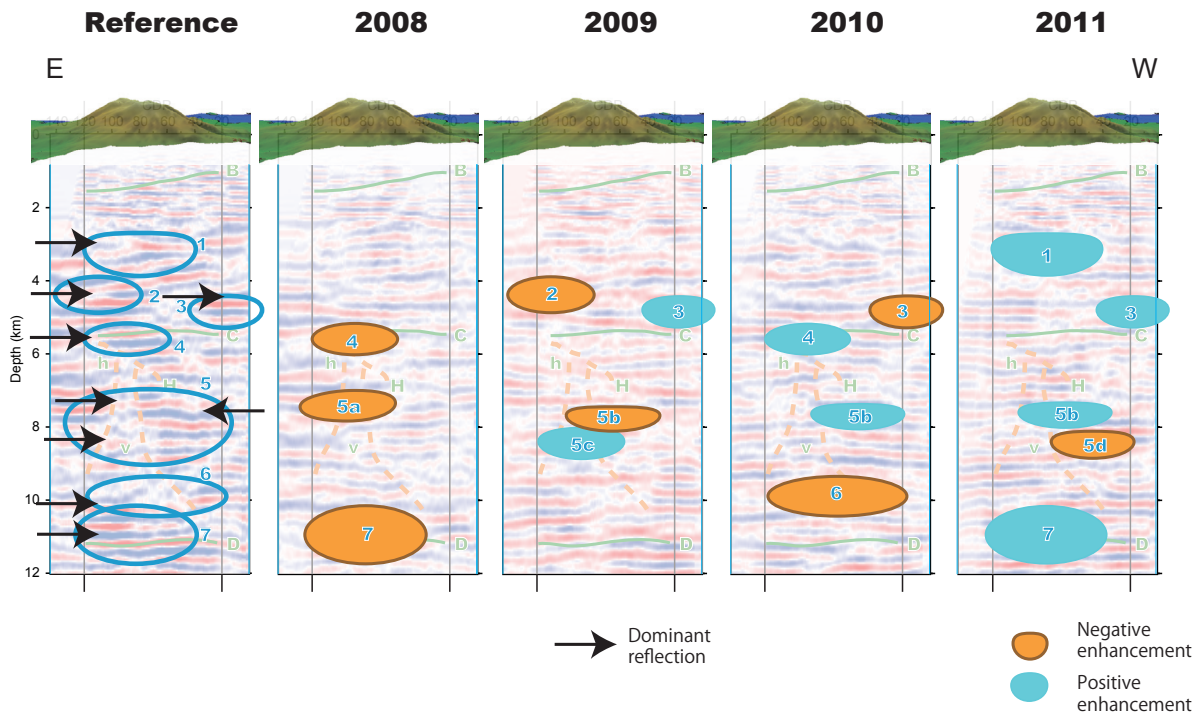 Reference 2008 2009 2010 2011
E W
B B B B
2
1 1
4
2 3 2 3 3 3
4 C 4 C 4 C C
6
h H h H h H
5 5a 5b 5b 5b
8
v v 5c v v 5d
6 6
10
7 D 7 D D 7 D
12
Depth (km)
Dominant
reflection
Negative
enhancement
Positive
enhancement